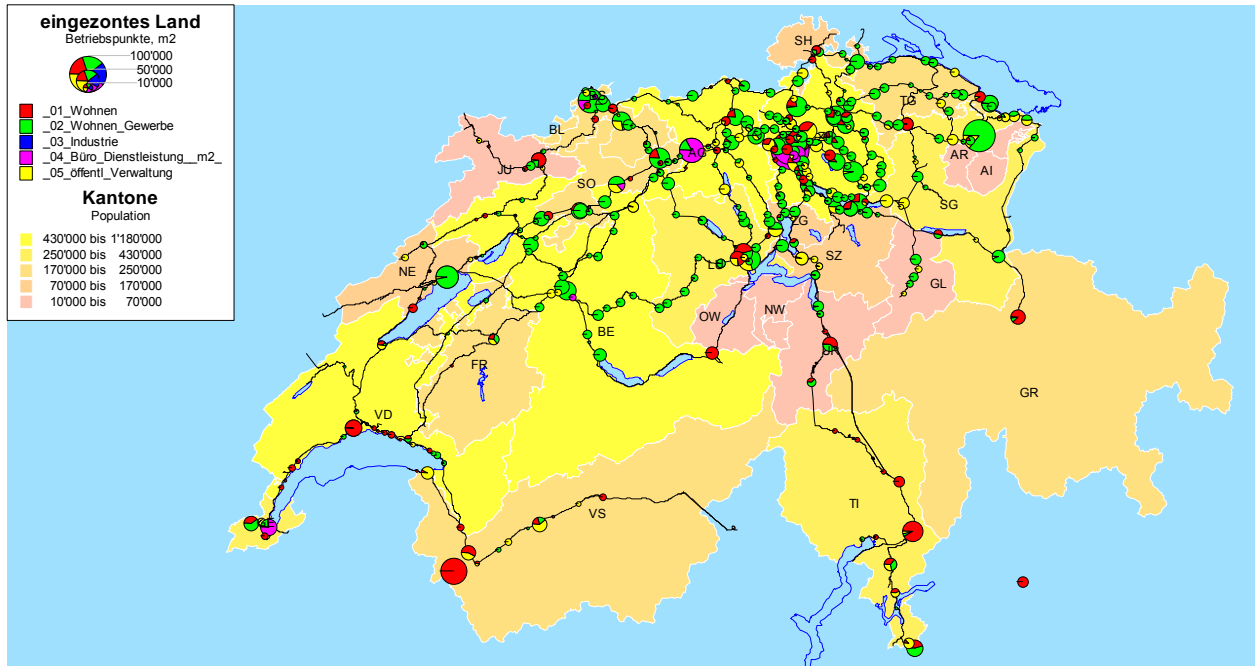 eingezontes Land
Betriebspunkte, m2
100'000
50'000
10'000
_01_Wohnen
_02_Wohnen_Gewerbe
_03_Industrie
_04_Büro_Dienstleistung__m2_
_05_öffentl_Verwaltung
Kantone
Population
430'000 bis 1'180'000
250'000 bis 430'000
170'000 bis 250'000
70'000 bis 170'000
10'000 bis 70'000
SH
TG
BL
AG
AR
AI
JU
SO
SG
ZG
NE
LU
SZ
GL
OW
NW
BE
UR
FR
GR
VD
TI
VS
GE